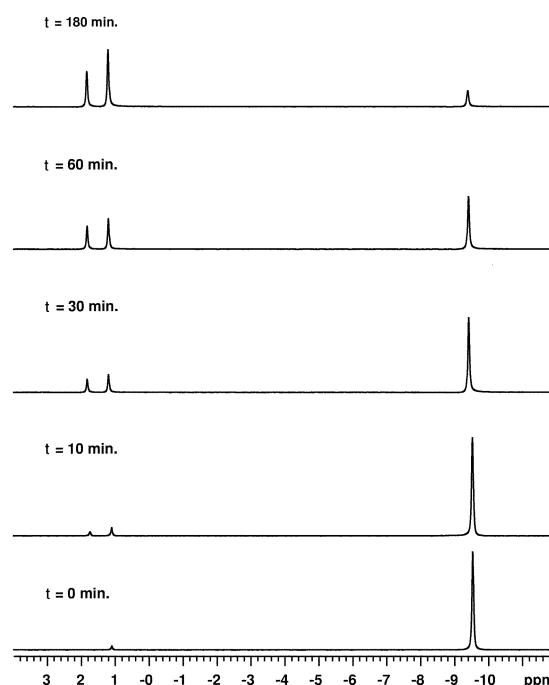 t = 180 min.
t = 60 min.
t = 30 min.
t = 10 min.
t = 0 min.
3 2 1 -0 -1 -2 -3 -4 -5 -6 -7 -8 -9 -10 ppm